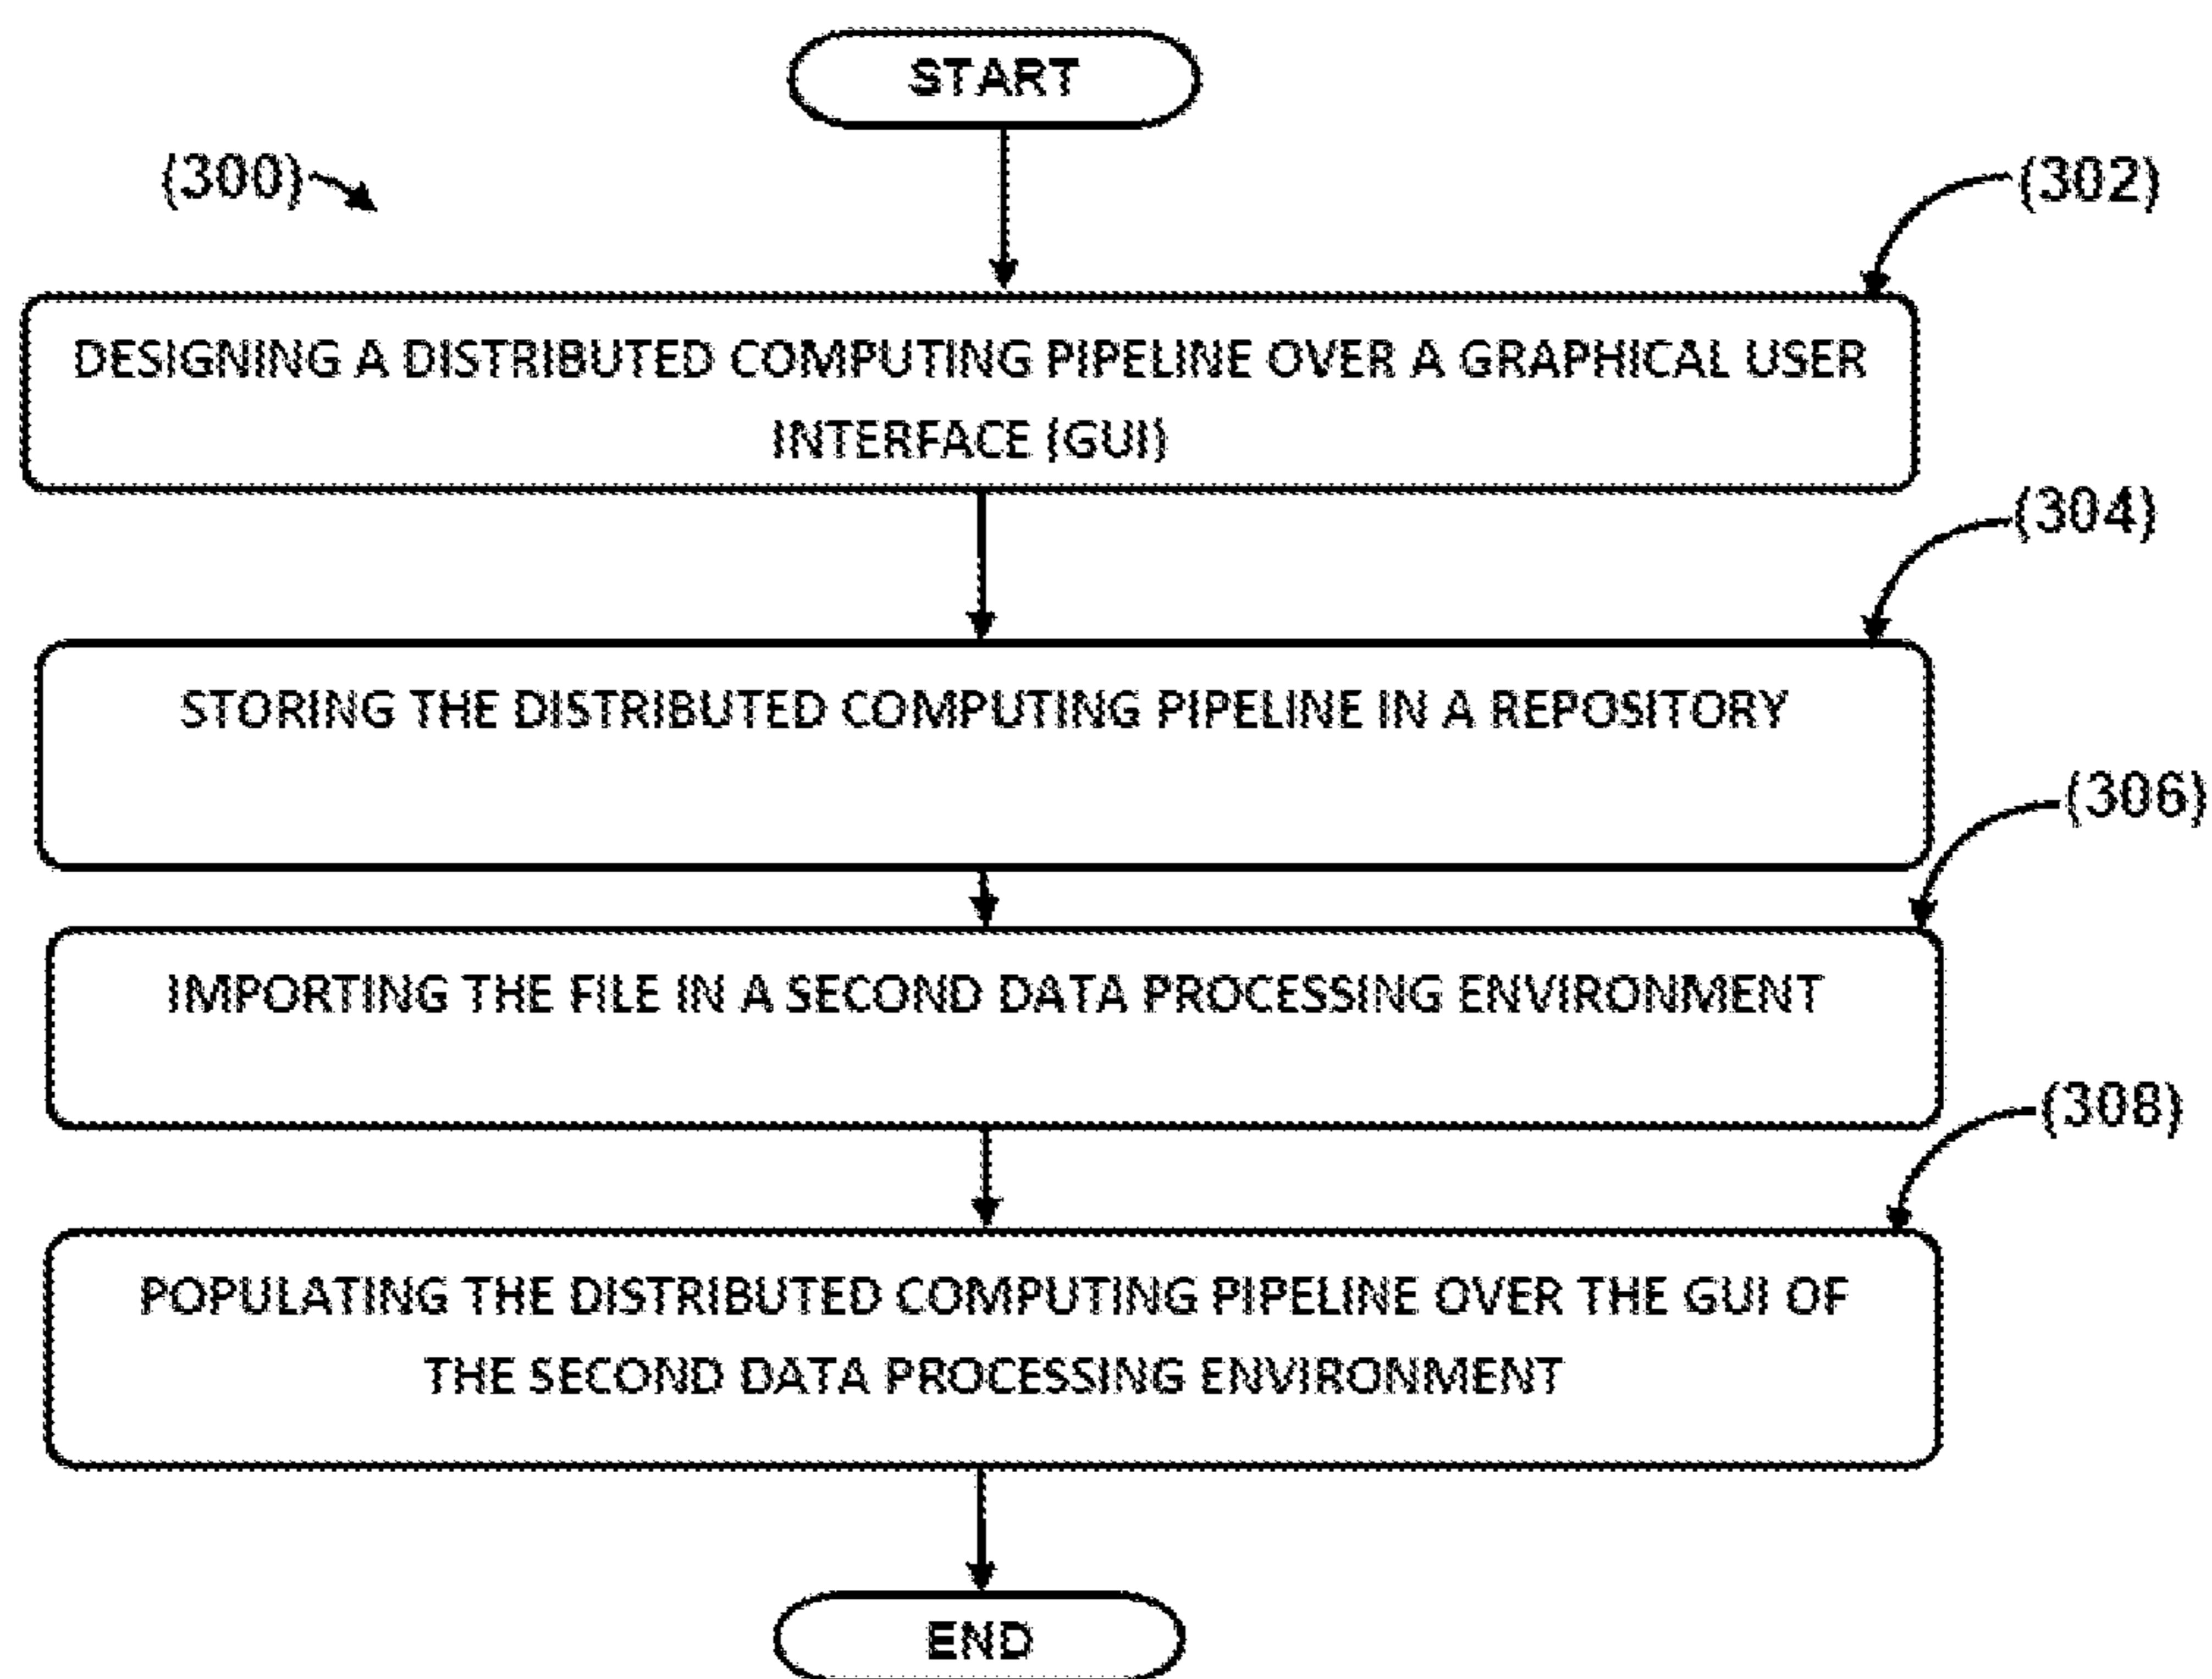 START
(300)
(302)
DESIGNING A DISTRIBUTED COMPUTING PIPELINE OVER A GRAPHICAL USER
INTERFACE (GUI)
(304)
STORING THE DISTRIBUTED COMPUTING PIPELINE IN A REPOSITORY
(306)
IMPORTING THE FILE IN A SECOND DATA PROCESSING ENVIRONMENT
(308)
POPULATING THE DISTRIBUTED COMPUTING PIPELINE OVER THE GUI OF
THE SECOND DATA PROCESSING ENVIRONMENT
END